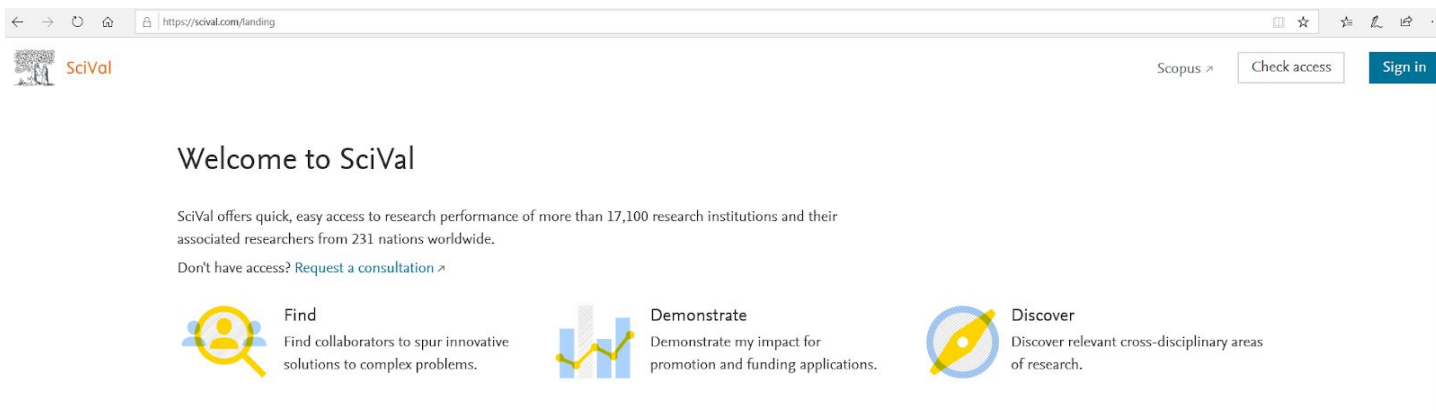 https://scival.com/landing
SciVal
Scopus ↗
Check access
Sign in
Welcome to SciVal
SciVal offers quick, easy access to research performance of more than 17,100 research institutions and their
associated researchers from 231 nations worldwide.
Don't have access? Request a consultation ↗
Find
Find collaborators to spur innovative
solutions to complex problems.
Demonstrate
Demonstrate my impact for
promotion and funding applications.
Discover
Discover relevant cross-disciplinary areas
of research.